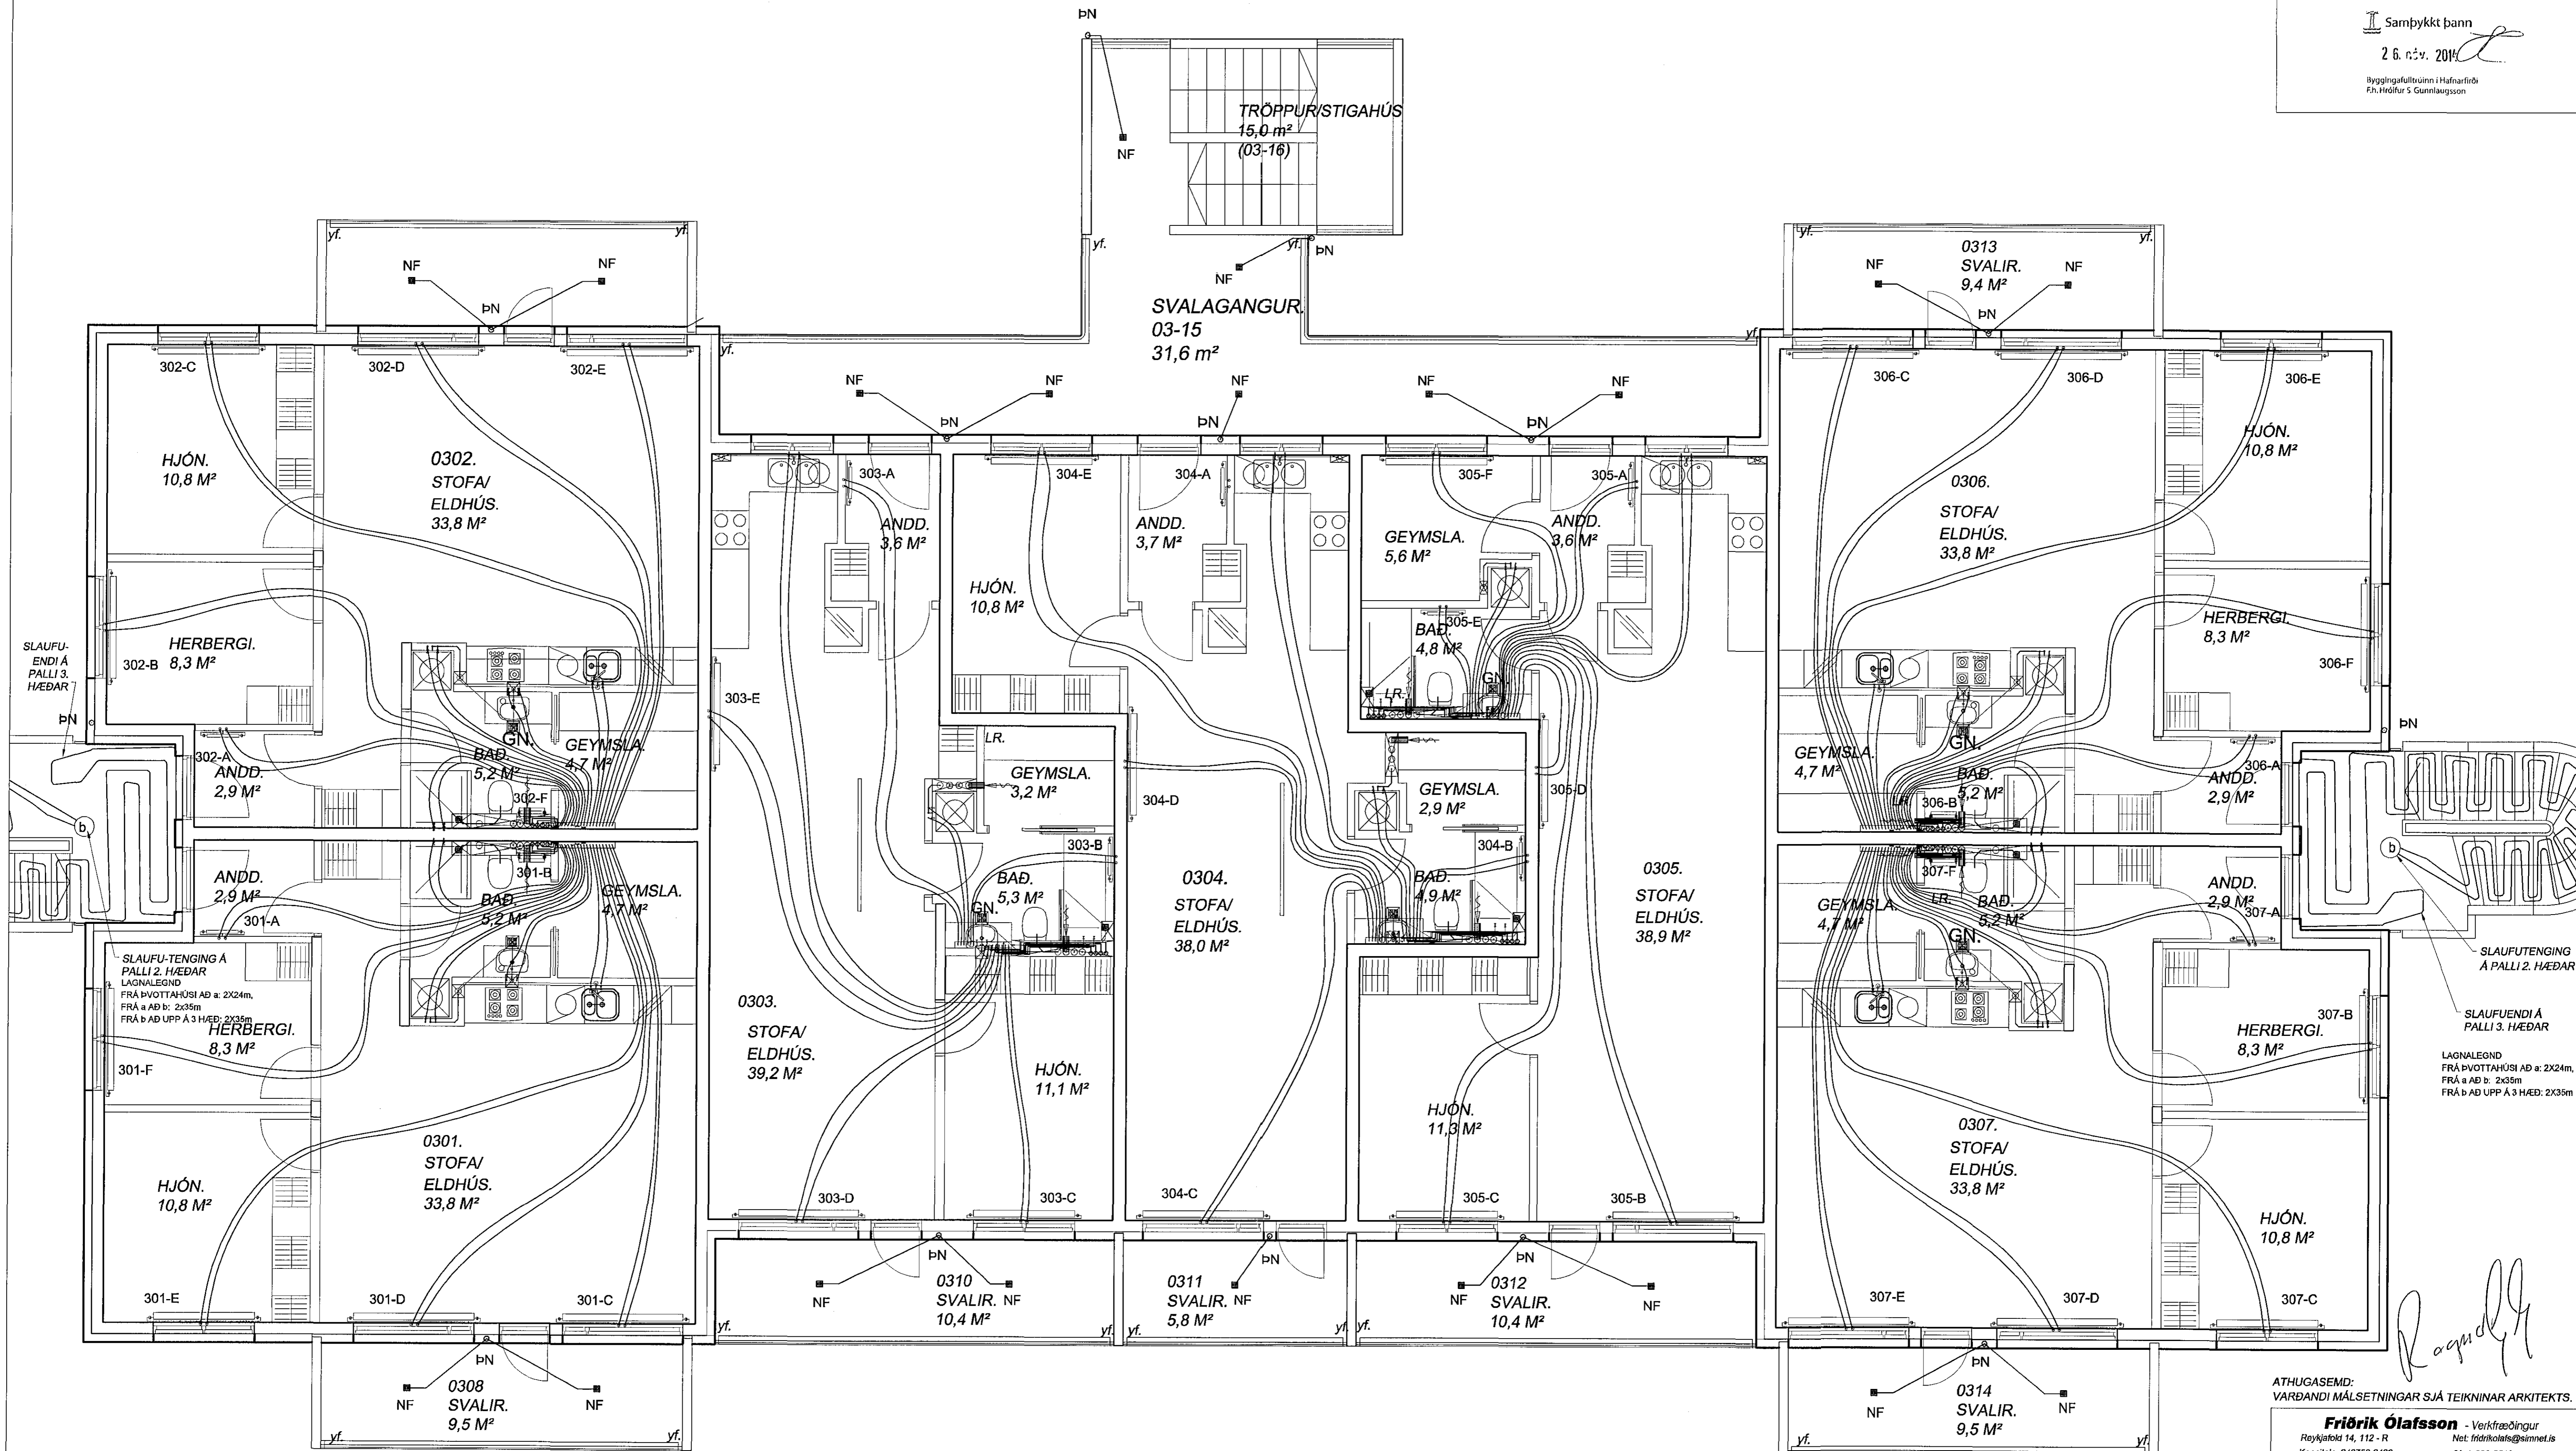 ÞN
Samþykkt þann
2 6. nóv. 2014
Byggingafulltrúinn í Hafnarfirði
F.h. Hrólfur S Gunnlaugsson
TRÖPPUR/STIGAHÚS
15,0 m²
(03-16)
NF
yf.
yf.
yf.
yf.
ÞN
NF
SVALAGANGUR.
03-15
31,6 m²
NF
NF
ÞN
yf.
yf.
0313
SVALIR.
9,4 M²
NF
NF
ÞN
yf.
yf.
302-C
302-D
302-E
NF
NF
NF
NF
NF
ÞN
ÞN
ÞN
306-C
306-D
306-E
HJÓN.
10,8 M²
0302.
STOFA/
ELDHÚS.
33,8 M²
303-A
ANDD.
3,6 M²
304-E
304-A
ANDD.
3,7 M²
HJÓN.
10,8 M²
305-F
305-A
GEYMSLA.
5,6 M²
ANDD.
3,6 M²
0306.
STOFA/
ELDHÚS.
33,8 M²
HJÓN.
10,8 M²
SLAUFU-
ENDI Á
PALLI 3.
HÆÐAR
ÞN
302-B
HERBERGI.
8,3 M²
303-E
305-E
BAÐ.
4,8 M²
GN.
LR.
HERBERGI.
8,3 M²
306-F
ÞN
302-A
ANDD.
2,9 M²
GN.
BAÐ.
5,2 M²
GEYMSLA.
4,7 M²
302-F
LR.
GEYMSLA.
3,2 M²
304-D
GEYMSLA.
2,9 M²
305-D
GEYMSLA.
4,7 M²
GN.
BAÐ.
5,2 M²
LR.
306-B
306-A
ANDD.
2,9 M²
b
b
ANDD.
2,9 M²
301-A
301-B
BAÐ.
5,2 M²
GEYMSLA.
4,7 M²
303-B
BAÐ.
5,3 M²
GN.
0304.
STOFA/
ELDHÚS.
38,0 M²
304-B
BAÐ.
4,9 M²
0305.
STOFA/
ELDHÚS.
38,9 M²
307-F
GEYMSLA.
4,7 M²
LR.
BAÐ.
5,2 M²
GN.
ANDD.
2,9 M²
307-A
SLAUFU-TENGING Á
PALLI 2. HÆÐAR
LAGNALEGND
FRÁ ÞVOTTAHÚSI AÐ a: 2X24m,
FRÁ a AÐ b: 2x35m
FRÁ b AÐ UPP Á 3 HÆÐ: 2X35m
HERBERGI.
8,3 M²
301-F
SLAUFUTENGING
Á PALLI 2. HÆÐAR
SLAUFUENDI Á
PALLI 3. HÆÐAR
LAGNALEGND
FRÁ ÞVOTTAHÚSI AÐ a: 2X24m,
FRÁ a AÐ b: 2x35m
FRÁ b AÐ UPP Á 3 HÆÐ: 2X35m
0303.
STOFA/
ELDHÚS.
39,2 M²
HJÓN.
11,1 M²
HJÓN.
11,3 M²
307-B
HERBERGI.
8,3 M²
HJÓN.
10,8 M²
0301.
STOFA/
ELDHÚS.
33,8 M²
0307.
STOFA/
ELDHÚS.
33,8 M²
HJÓN.
10,8 M²
303-D
303-C
304-C
305-C
305-B
301-E
301-D
301-C
307-E
307-D
307-C
ÞN
NF
0310
SVALIR.
10,4 M²
NF
0311
SVALIR.
5,8 M²
NF
ÞN
NF
0312
SVALIR.
10,4 M²
ÞN
NF
yf.
yf.
yf.
yf.
yf.
ÞN
NF
0308
SVALIR.
9,5 M²
NF
yf.
yf.
ÞN
NF
0314
SVALIR.
9,5 M²
NF
yf.
yf.
ATHUGASEMD:
VARÐANDI MÁLSETNINGAR SJÁ TEIKNINAR ARKITEKTS.
Friðrik Ólafsson - Verkfræðingur
Reykjafold 14, 112 - R
Net: fridrikolafs@simnet.is